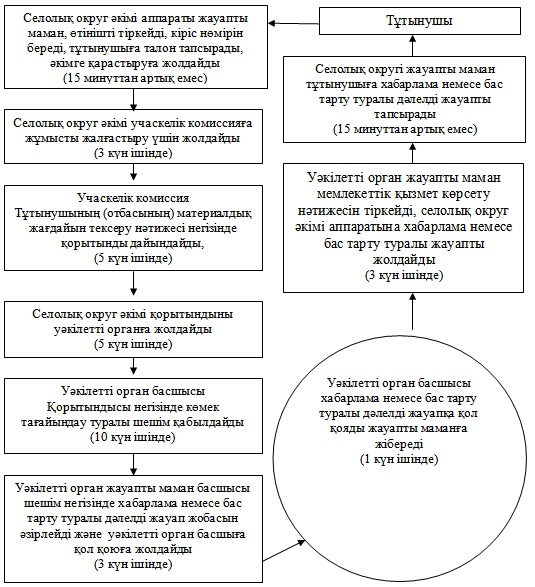 Селолық округ әкімі аппараты жауапты
маман, өтінішті тіркейді, кіріс нөмірін
береді, тұтынушыға талон тапсырады,
әкімге қарастыруға жолдайды
(15 минуттан артық емес)
Селолық округ әкімі учаскелік комиссияға
жұмысты жалғастыру үшін жолдайды
(3 күн ішінде)
Учаскелік комиссия
Тұтынушының (отбасының) материалдық
жағдайын тексеру нәтижесі негізінде
қорытынды дайындайды,
(5 күн ішінде)
Селолық округ әкімі қорытындыны
уәкілетті органға жолдайды
(5 күн ішінде)
Уәкілетті орган басшысы
Қорытындысы негізінде көмек
тағайындау туралы шешім қабылдайды
(10 күн ішінде)
Уәкілетті орган жауапты маман басшысы
шешім негізінде хабарлама немесе бас
тарту туралы дәлелді жауап жобасын
әзірлейді және уәкілетті орган басшыға
қол қоюға жолдайды
(3 күн ішінде)
Уәкілетті орган басшысы
хабарлама немесе бас тарту
туралы дәлелді жауапқа қол
қояды жауапты маманға
жібереді
(1 күн ішінде)
Уәкілетті орган жауапты маман
мемлекеттік қызмет көрсету
нәтижесін тіркейді, селолық округ
әкімі аппаратына хабарлама немесе
бас тарту туралы жауапты
жолдайды
(3 күн ішінде)
Селолық округі жауапты маман
тұтынушыға хабарлама немесе бас
тарту туралы дәлелді жауапты
тапсырады
(15 минуттан артық емес)
Тұтынушы